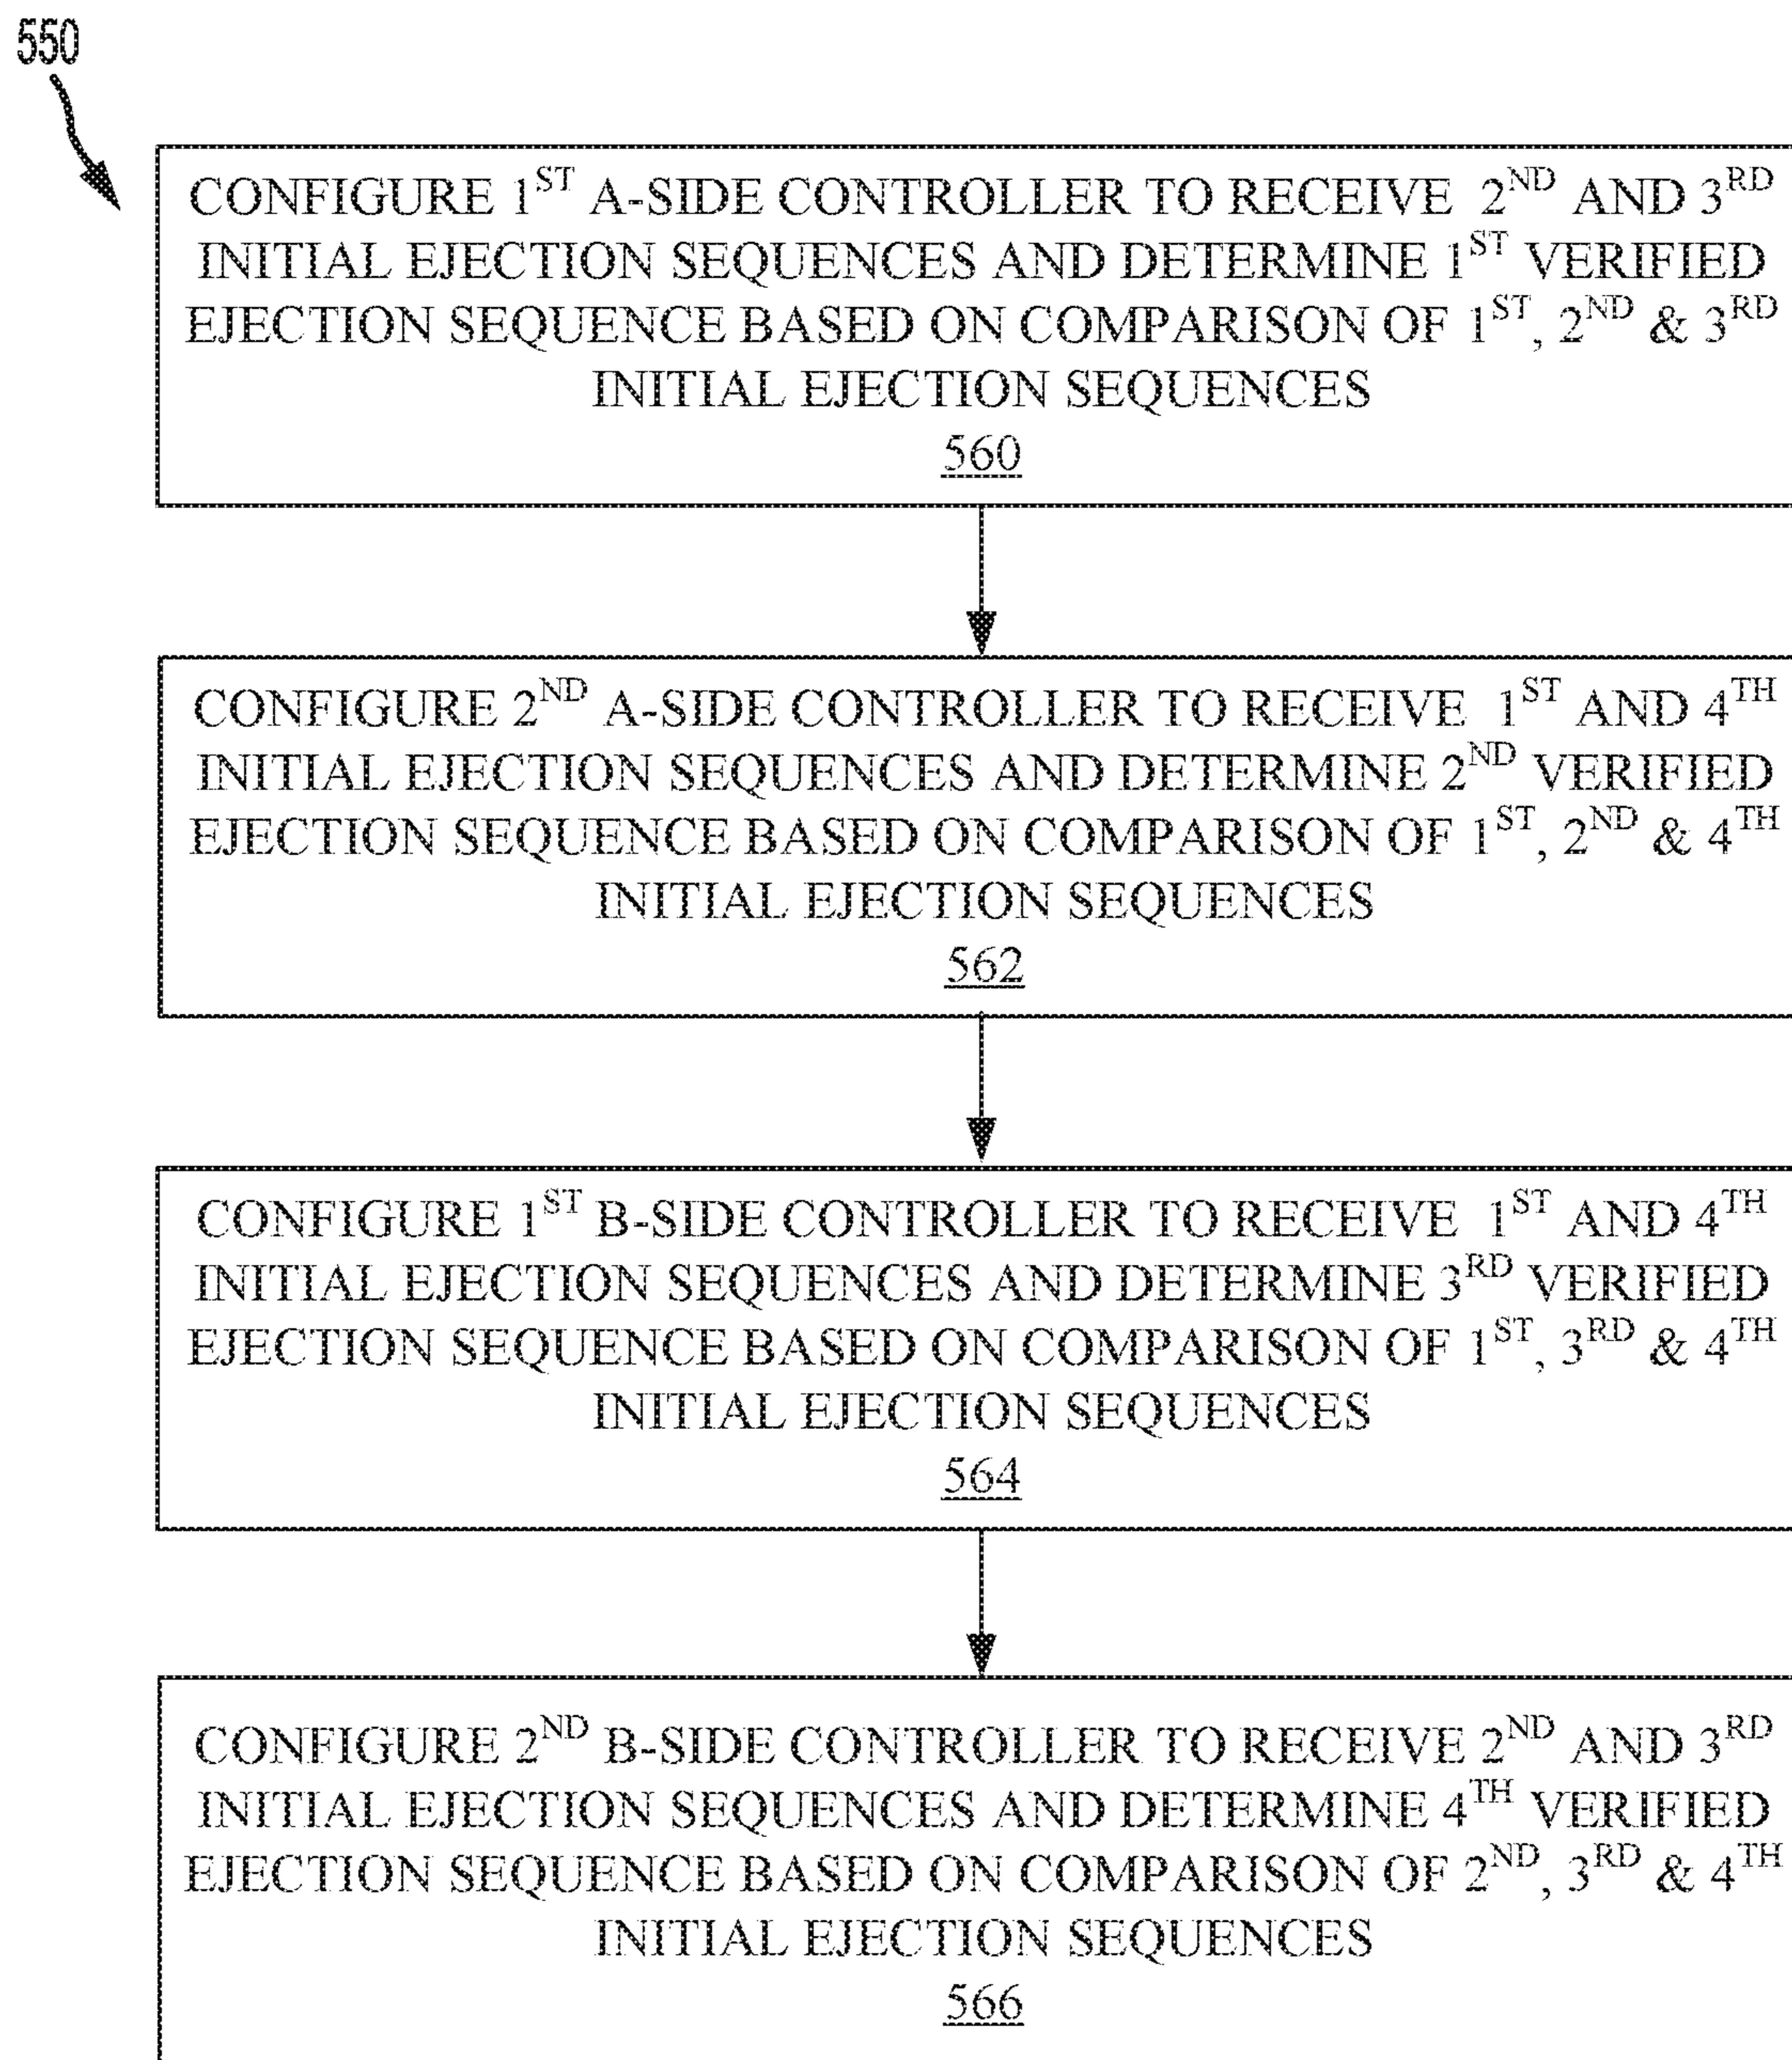 550
CONFIGURE 1ST A-SIDE CONTROLLER TO RECEIVE 2ND AND 3RD
INITIAL EJECTION SEQUENCES AND DETERMINE 1ST VERIFIED
EJECTION SEQUENCE BASED ON COMPARISON OF 1ST, 2ND & 3RD
INITIAL EJECTION SEQUENCES
560
CONFIGURE 2ND A-SIDE CONTROLLER TO RECEIVE 1ST AND 4TH
INITIAL EJECTION SEQUENCES AND DETERMINE 2ND VERIFIED
EJECTION SEQUENCE BASED ON COMPARISON OF 1ST, 2ND & 4TH
INITIAL EJECTION SEQUENCES
562
CONFIGURE 1ST B-SIDE CONTROLLER TO RECEIVE 1ST AND 4TH
INITIAL EJECTION SEQUENCES AND DETERMINE 3RD VERIFIED
EJECTION SEQUENCE BASED ON COMPARISON OF 1ST, 3RD & 4TH
INITIAL EJECTION SEQUENCES
564
CONFIGURE 2ND B-SIDE CONTROLLER TO RECEIVE 2ND AND 3RD
INITIAL EJECTION SEQUENCES AND DETERMINE 4TH VERIFIED
EJECTION SEQUENCE BASED ON COMPARISON OF 2ND, 3RD & 4TH
INITIAL EJECTION SEQUENCES
566